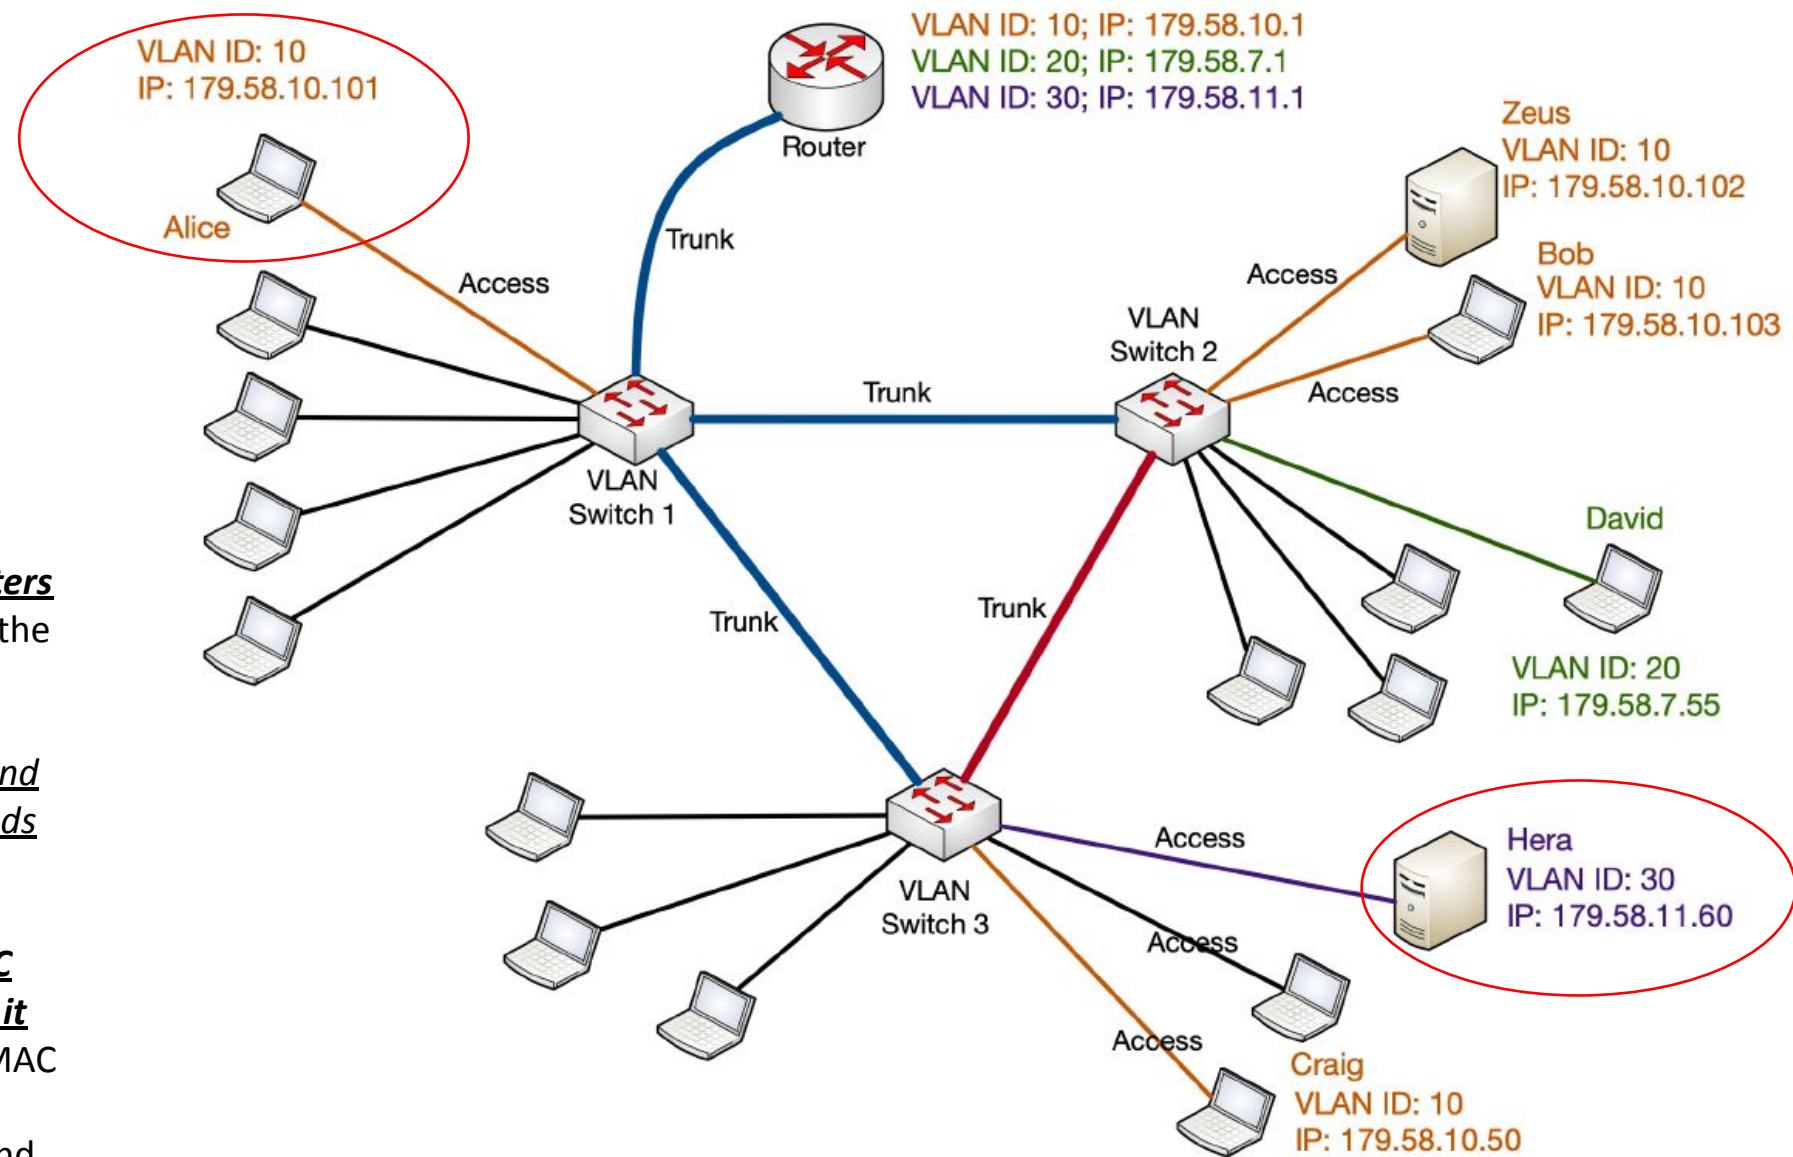 VLAN ID: 10
IP: 179.58.10.101
Alice
VLAN ID: 10; IP: 179.58.10.1
VLAN ID: 20; IP: 179.58.7.1
VLAN ID: 30; IP: 179.58.11.1
Router
Trunk
Access
Zeus
VLAN ID: 10
IP: 179.58.10.102
Access
Bob
VLAN ID: 10
IP: 179.58.10.103
Access
VLAN
Switch 2
Trunk
VLAN
Switch 1
David
VLAN ID: 20
IP: 179.58.7.55
Trunk
Trunk
ters
the
nd
ds
C
it
MAC
nd
VLAN
Switch 3
Access
Hera
VLAN ID: 30
IP: 179.58.11.60
Access
Access
Craig
VLAN ID: 10
IP: 179.58.10.50